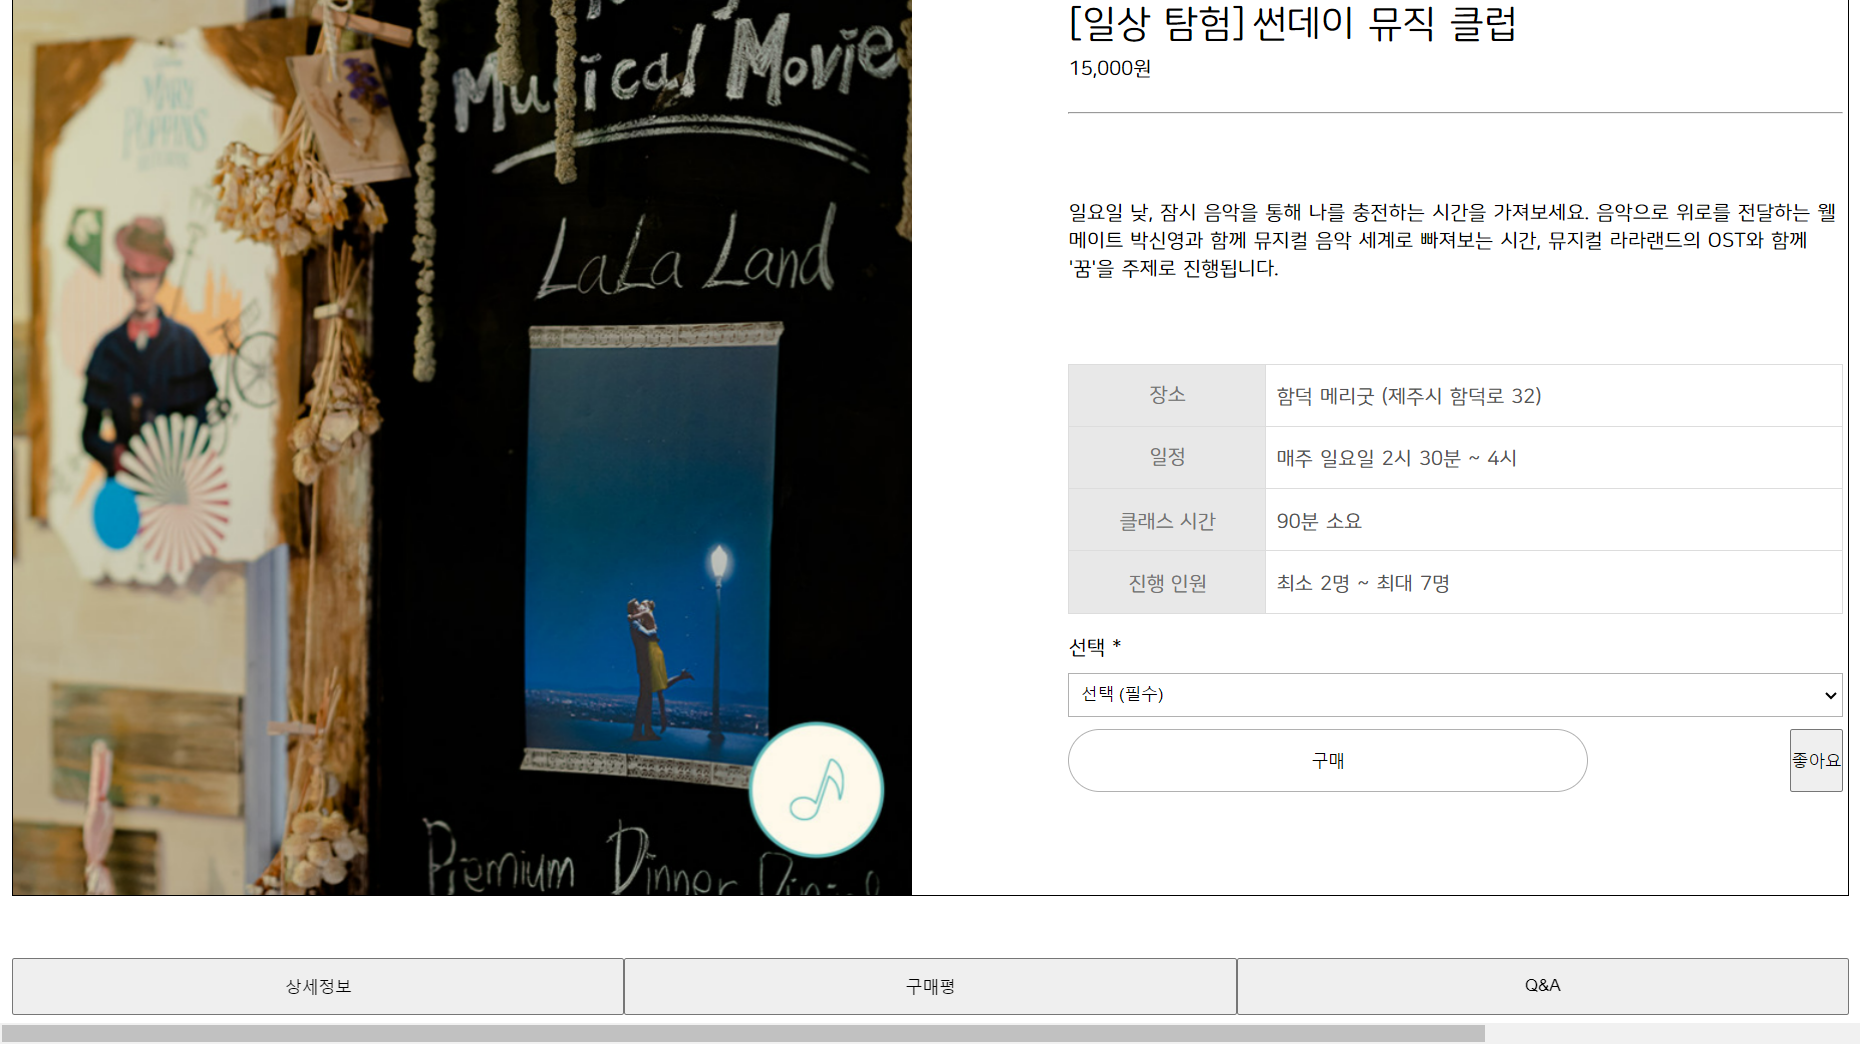 [일상 탐험] 썬데이 뮤직 클럽
15,000원
MARY
POPPINS
Musical Movie
LaLa Land
Premium Dinner
일요일 낮, 잠시 음악을 통해 나를 충전하는 시간을 가져보세요. 음악으로 위로를 전달하는 웰
메이트 박신영과 함께 뮤지컬 음악 세계로 빠져보는 시간, 뮤지컬 라라랜드의 OST와 함께
'꿈'을 주제로 진행됩니다.
장소 함덕 메리굿 (제주시 함덕로 32)
일정 매주 일요일 2시 30분 ~ 4시
클래스 시간 90분 소요
진행 인원 최소 2명 ~ 최대 7명
선택 *
선택 (필수)
구매 좋아요
상세정보 구매평 Q&A